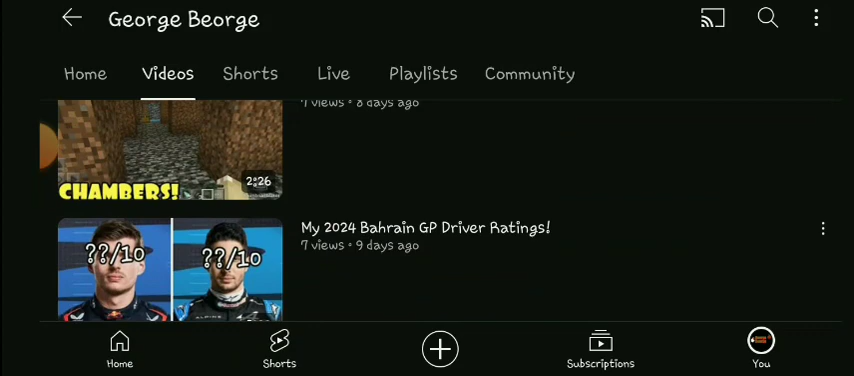 George Beorge
Home Videos Shorts Live Playlists Community
7 views • 8 days ago
2:26
CHAMBERS!
My 2024 Bahrain GP Driver Ratings!
7 views • 9 days ago
??/10 ??/10
ALPINE
Home Shorts Subscriptions You